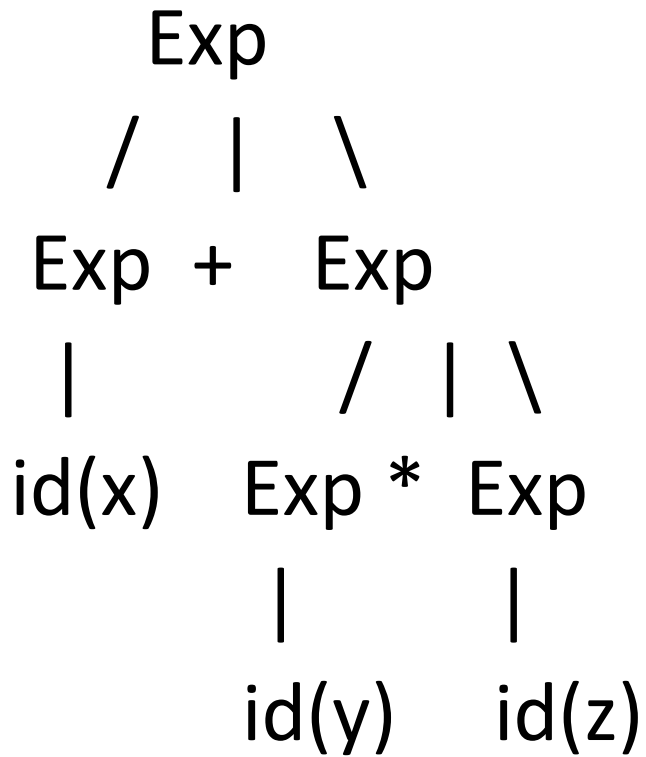 Exp
/ | \
Exp + Exp
| / | \
id(x) Exp * Exp
| |
id(y) id(z)